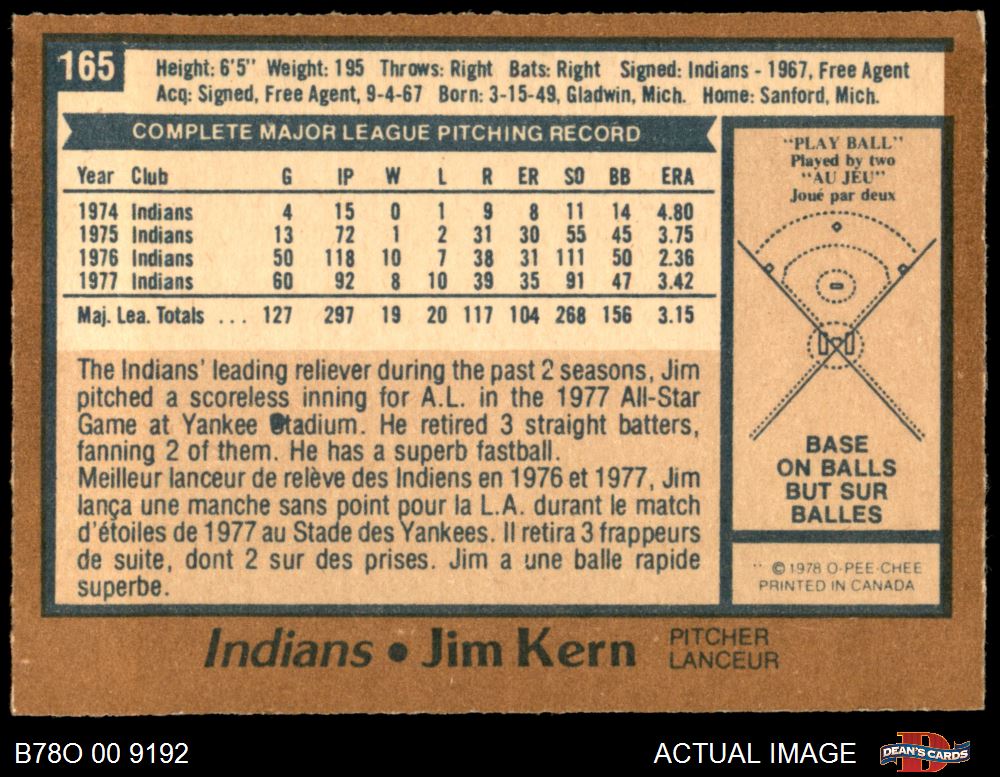 165
Height: 6'5" Weight: 195 Throws: Right Bats: Right Signed: Indians - 1967, Free Agent
Acq: Signed, Free Agent, 9-4-67 Born: 3-15-49, Gladwin, Mich. Home: Sanford, Mich.
COMPLETE MAJOR LEAGUE PITCHING RECORD
Year Club G IP W L R ER SO BB ERA
1974 Indians 4 15 0 1 9 8 11 14 4.80
1975 Indians 13 72 1 2 31 30 55 45 3.75
1976 Indians 50 118 10 7 38 31 111 50 2.36
1977 Indians 60 92 8 10 39 35 91 47 3.42
Maj. Lea. Totals ... 127 297 19 20 117 104 268 156 3.15
The Indians' leading reliever during the past 2 seasons, Jim
pitched a scoreless inning for A.L. in the 1977 All-Star
Game at Yankee Stadium. He retired 3 straight batters,
fanning 2 of them. He has a superb fastball.
Meilleur lanceur de relève des Indiens en 1976 et 1977, Jim
lança une manche sans point pour la L.A. durant le match
d'étoiles de 1977 au Stade des Yankees. Il retira 3 frappeurs
de suite, dont 2 sur des prises. Jim a une balle rapide
superbe.
"PLAY BALL"
Played by two
"AU JEU"
Joué par deux
BASE
ON BALLS
BUT SUR
BALLES
© 1978 O-PEE-CHEE
PRINTED IN CANADA
Indians • Jim Kern PITCHER
LANCEUR
B78O 00 9192
ACTUAL IMAGE
DEAN'S CARDS